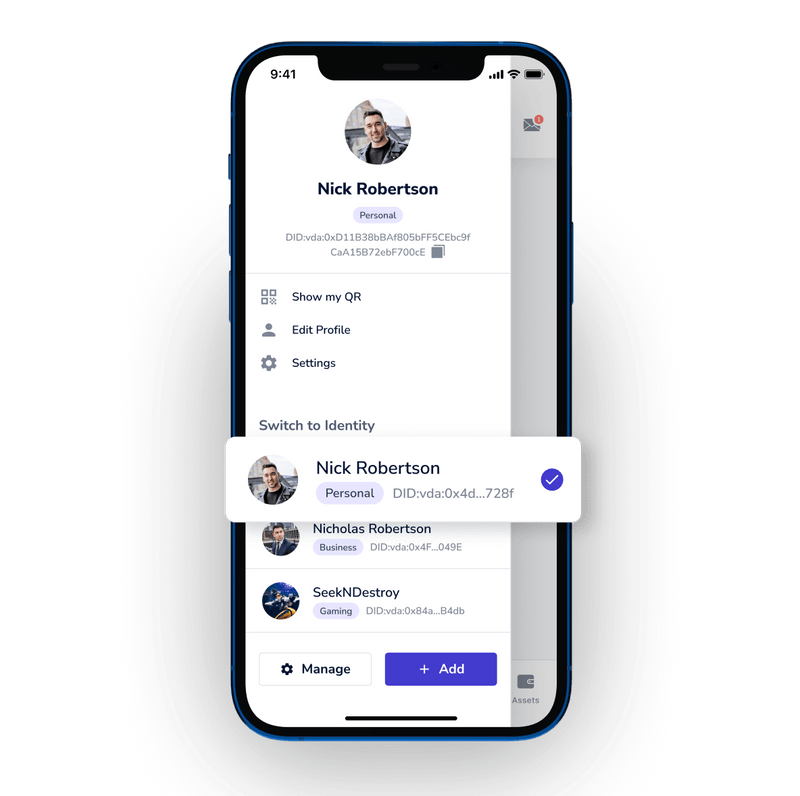 9:41
1
Nick Robertson
Personal
DID:vda:0xD11B38bBAf805bFF5CEbc9f
CaA15B72ebF700cE
Show my QR
Edit Profile
Settings
Switch to Identity
Nick Robertson
Personal DID:vda:0x4d...728f
Nicholas Robertson
Business DID:vda:0x4F...049E
SeekNDestroy
Gaming DID:vda:0x84a...B4db
Manage + Add
Assets